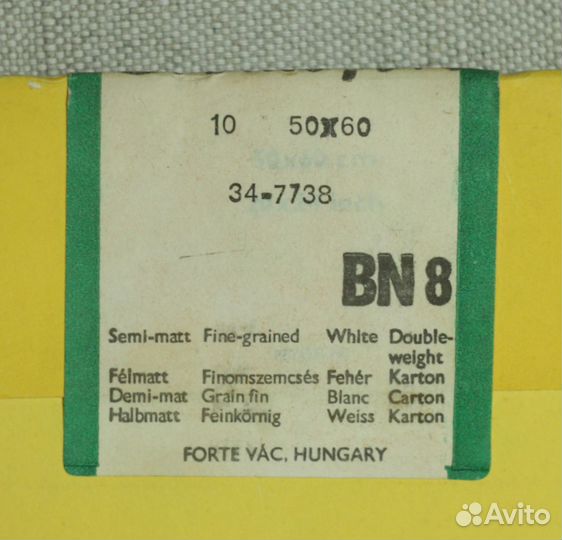 10 50X60
34-7738
BN 8
Semi-matt Fine-grained White Double-
weight
Félmatt Finomszemcsés Fehér Karton
Demi-mat Grain fin Blanc Carton
Halbmatt Feinkörnig Weiss Karton
FORTE VÁC, HUNGARY
Avito